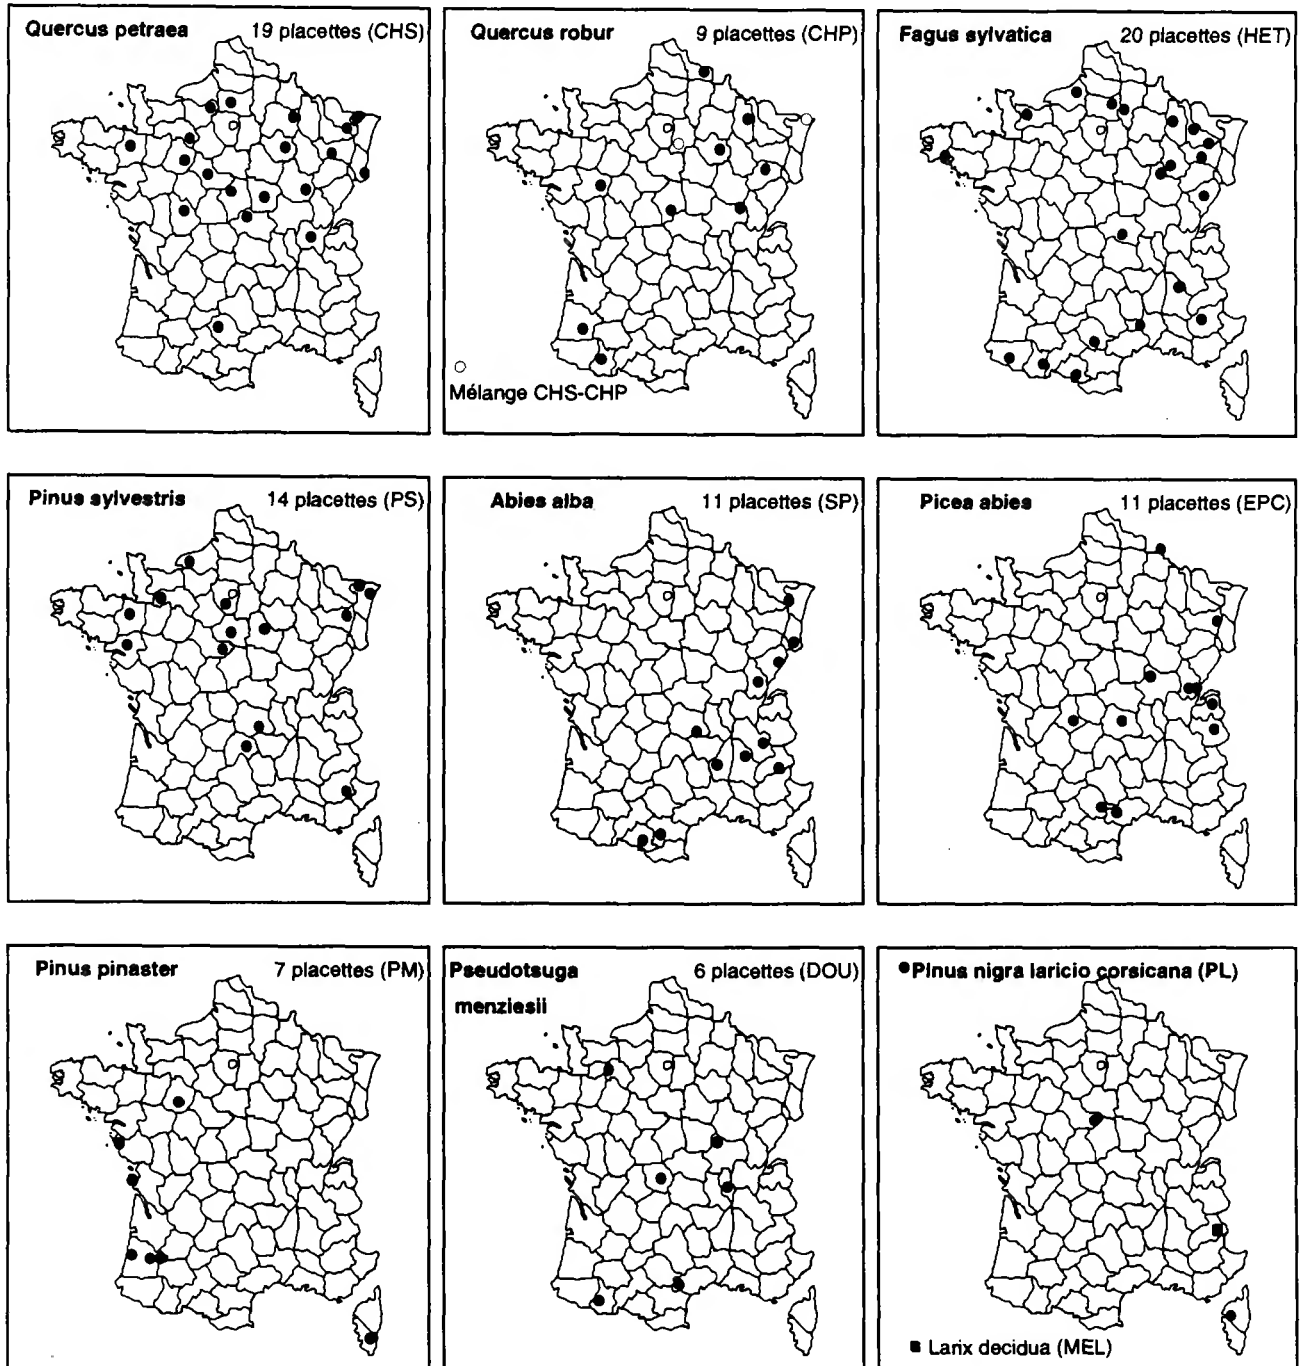 Quercus petraea 19 placettes (CHS)
Quercus robur 9 placettes (CHP)
Mélange CHS-CHP
Fagus sylvatica 20 placettes (HET)
Pinus sylvestris 14 placettes (PS)
Abies alba 11 placettes (SP)
Picea abies 11 placettes (EPC)
Pinus pinaster 7 placettes (PM)
Pseudotsuga 6 placettes (DOU)
menziesii
Pinus nigra laricio corsicana (PL)
Larix decidua (MEL)